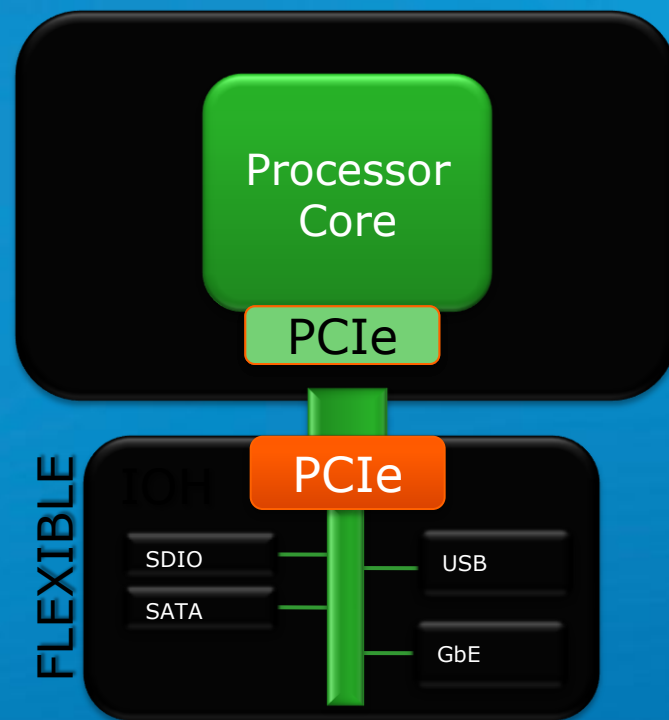 Processor
Core
PCIe
PCIe
FLEXIBLE
IOH
SDIO
USB
SATA
GbE